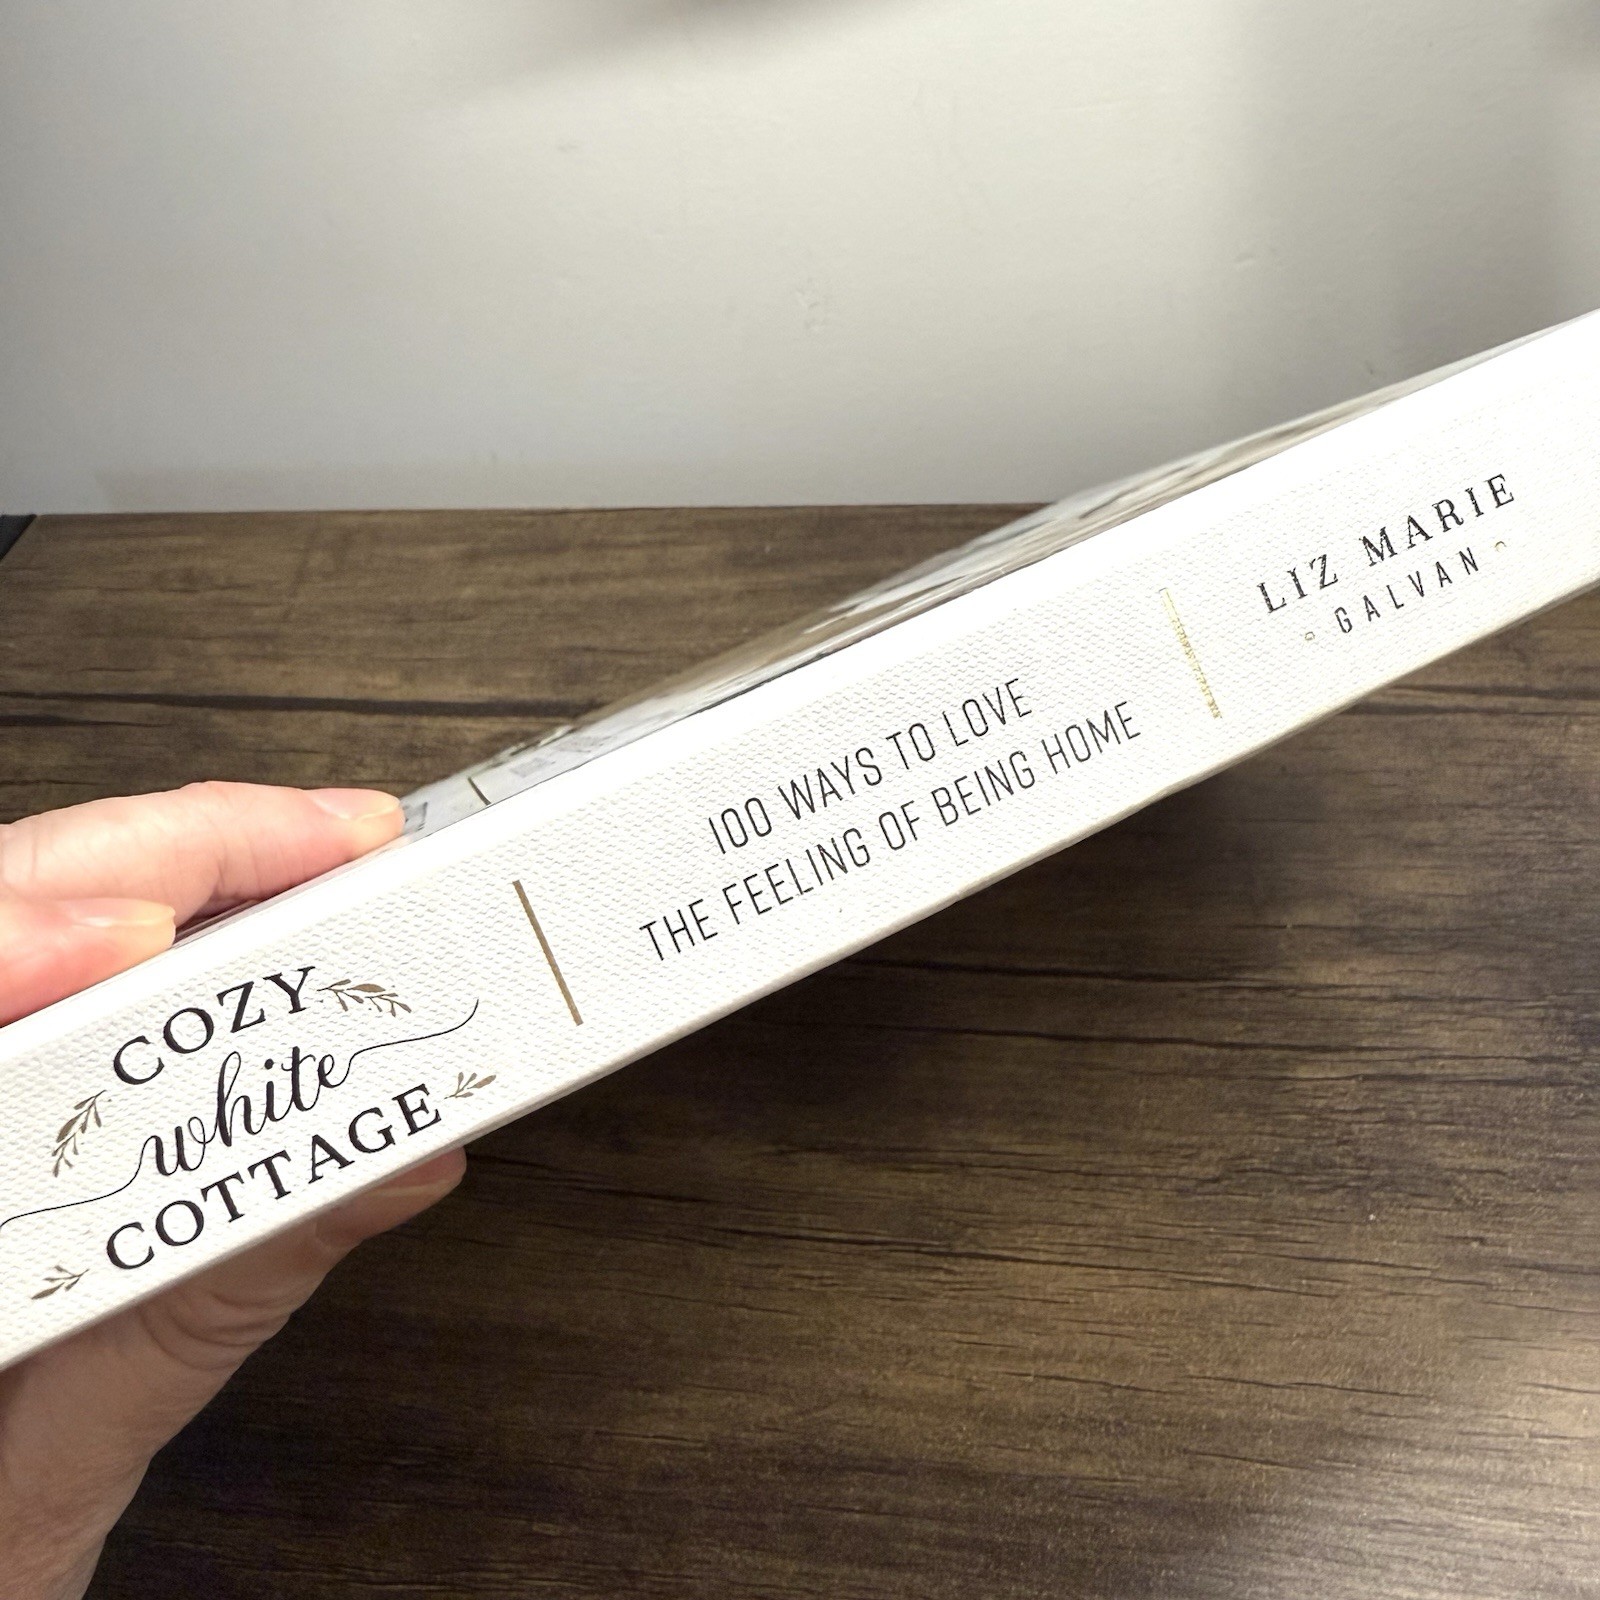 COZY
white
COTTAGE
100 WAYS TO LOVE
THE FEELING OF BEING HOME
LIZ MARIE
GALVAN